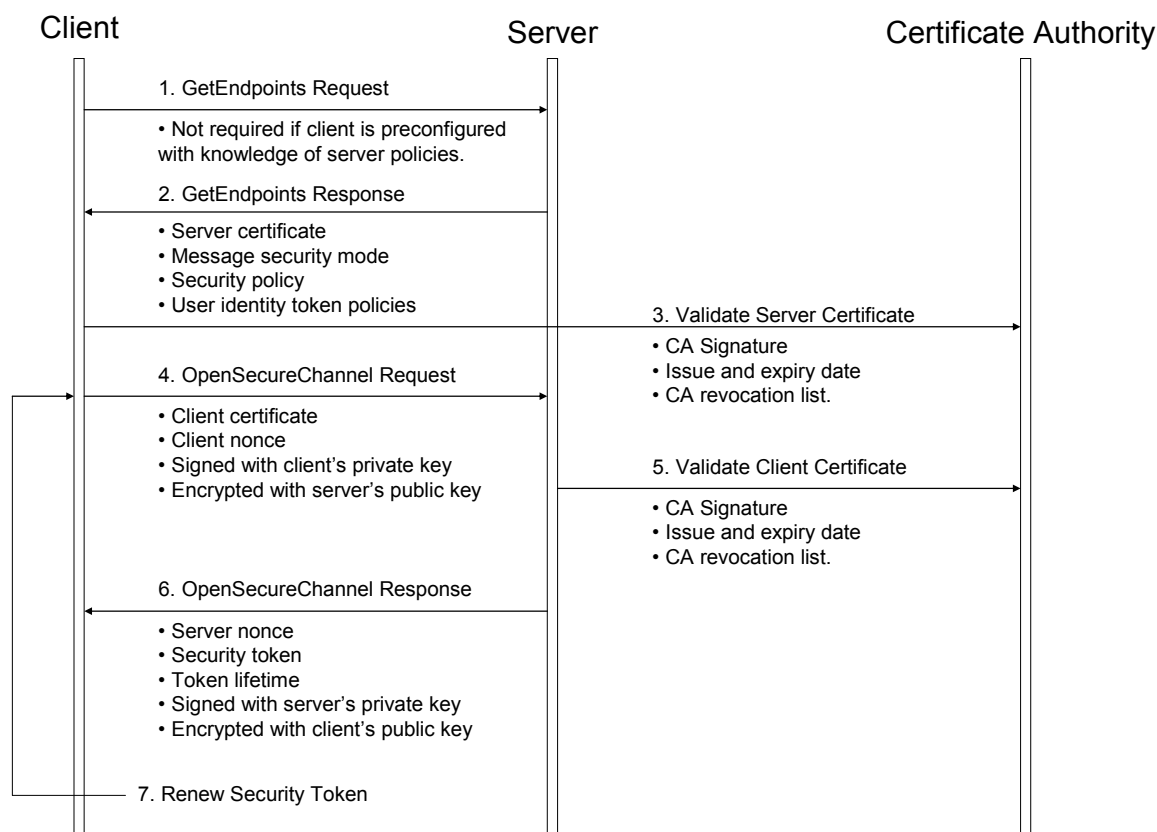 Client
Server
Certificate Authority
1. GetEndpoints Request
• Not required if client is preconfigured
with knowledge of server policies.
2. GetEndpoints Response
• Server certificate
• Message security mode
• Security policy
• User identity token policies
3. Validate Server Certificate
• CA Signature
• Issue and expiry date
• CA revocation list.
4. OpenSecureChannel Request
• Client certificate
• Client nonce
• Signed with client's private key
• Encrypted with server's public key
5. Validate Client Certificate
• CA Signature
• Issue and expiry date
• CA revocation list.
6. OpenSecureChannel Response
• Server nonce
• Security token
• Token lifetime
• Signed with server's private key
• Encrypted with client's public key
7. Renew Security Token